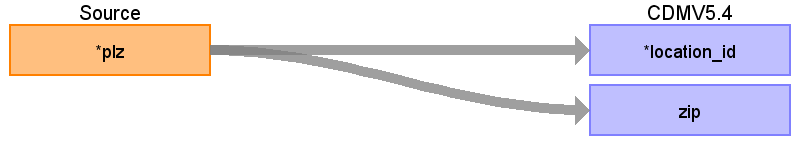 Source
CDMV5.4
*plz
*location_id
zip